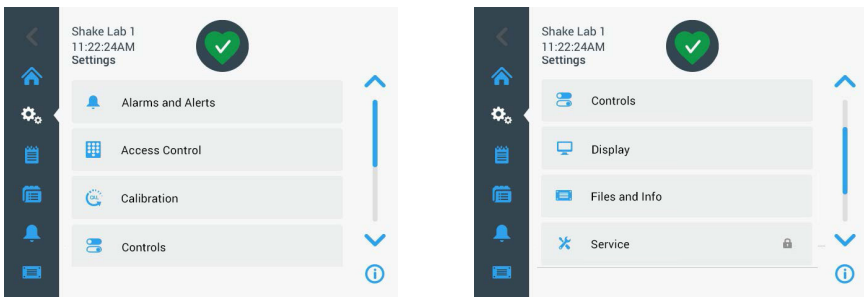 Shake Lab 1
11:22:24AM
Settings
Alarms and Alerts
Access Control
CAL
Calibration
Controls
Shake Lab 1
11:22:24AM
Settings
Controls
Display
Files and Info
Service